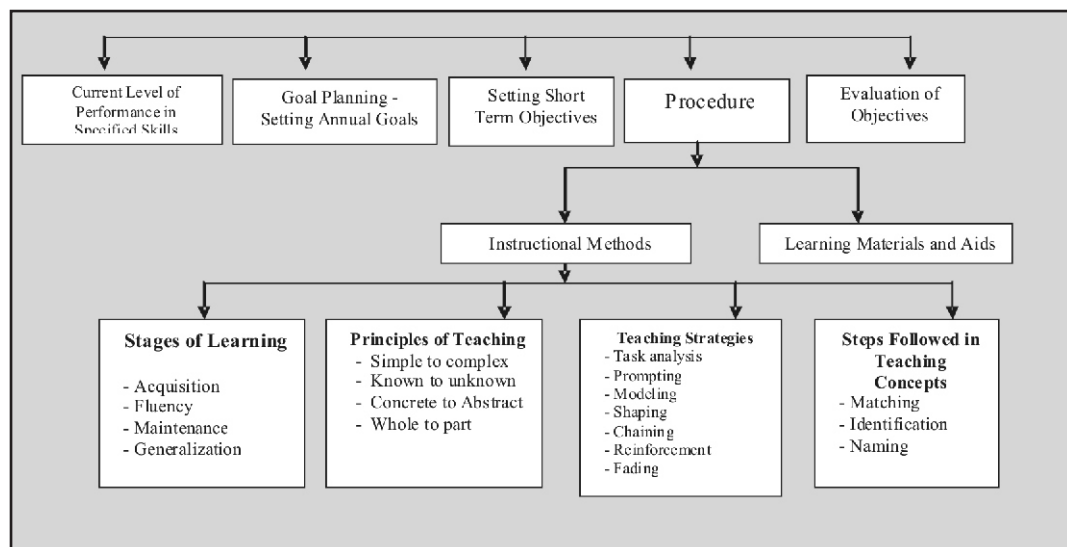 Current Level of
Performance in
Specified Skills
Goal Planning -
Setting Annual Goals
Setting Short
Term Objectives
Procedure
Evaluation of
Objectives
Instructional Methods
Learning Materials and Aids
Stages of Learning
- Acquisition
- Fluency
- Maintenance
- Generalization
Principles of Teaching
- Simple to complex
- Known to unknown
- Concrete to Abstract
- Whole to part
Teaching Strategies
- Task analysis
- Prompting
- Modeling
- Shaping
- Chaining
- Reinforcement
- Fading
Steps Followed in
Teaching
Concepts
- Matching
- Identification
- Naming